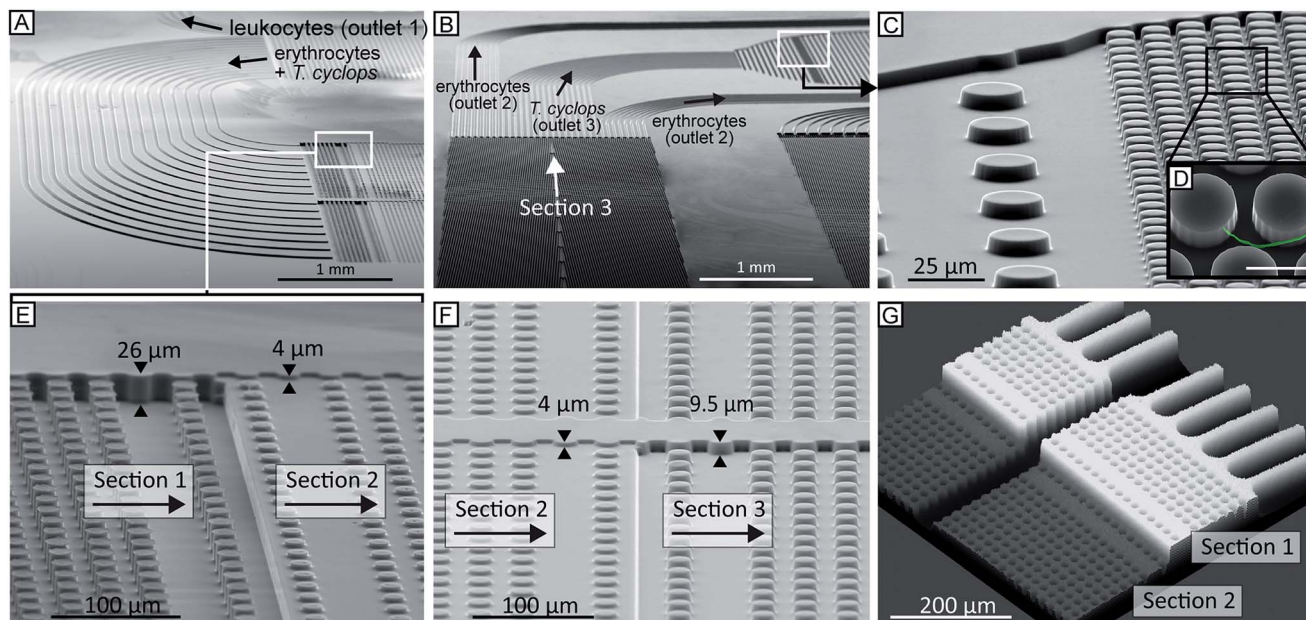 A
leukocytes (outlet 1)
erythrocytes
+ T. cyclops
1 mm
B
erythrocytes
(outlet 2)
T. cyclops
(outlet 3)
erythrocytes
(outlet 2)
Section 3
1 mm
C
D
25 µm
E
26 µm
4 µm
Section 1
Section 2
100 µm
F
4 µm
9.5 µm
Section 2
Section 3
100 µm
G
Section 1
Section 2
200 µm